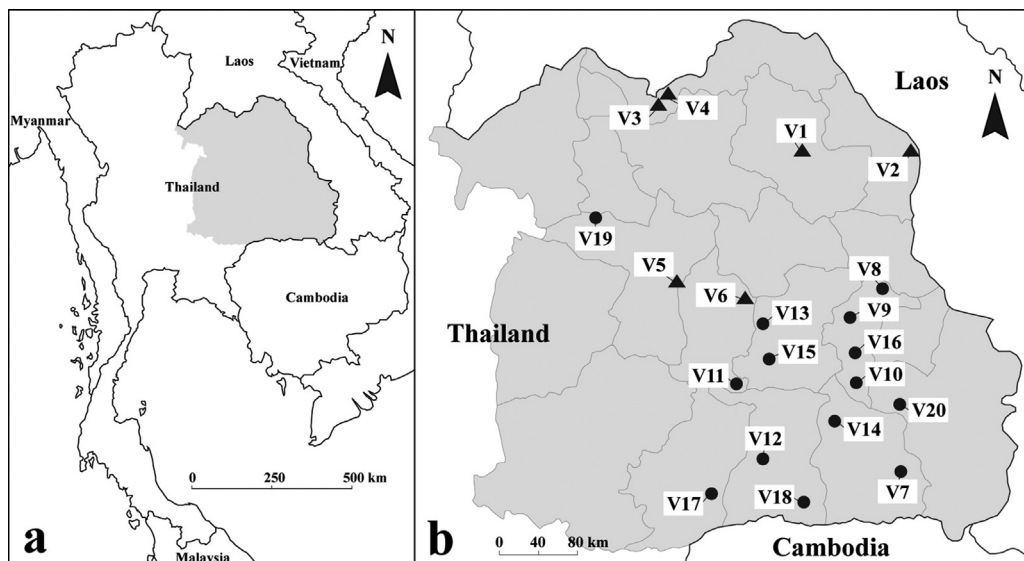 N
Laos
Vietnam
Myanmar
Thailand
Cambodia
0 250 500 km
Malaysia
a
Laos
N
V4
V3
V1
V2
V19
V5
V8
V6
V13
V9
Thailand
V16
V15
V11
V10
V20
V14
V12
V7
V17
V18
0 40 80 km
b
Cambodia